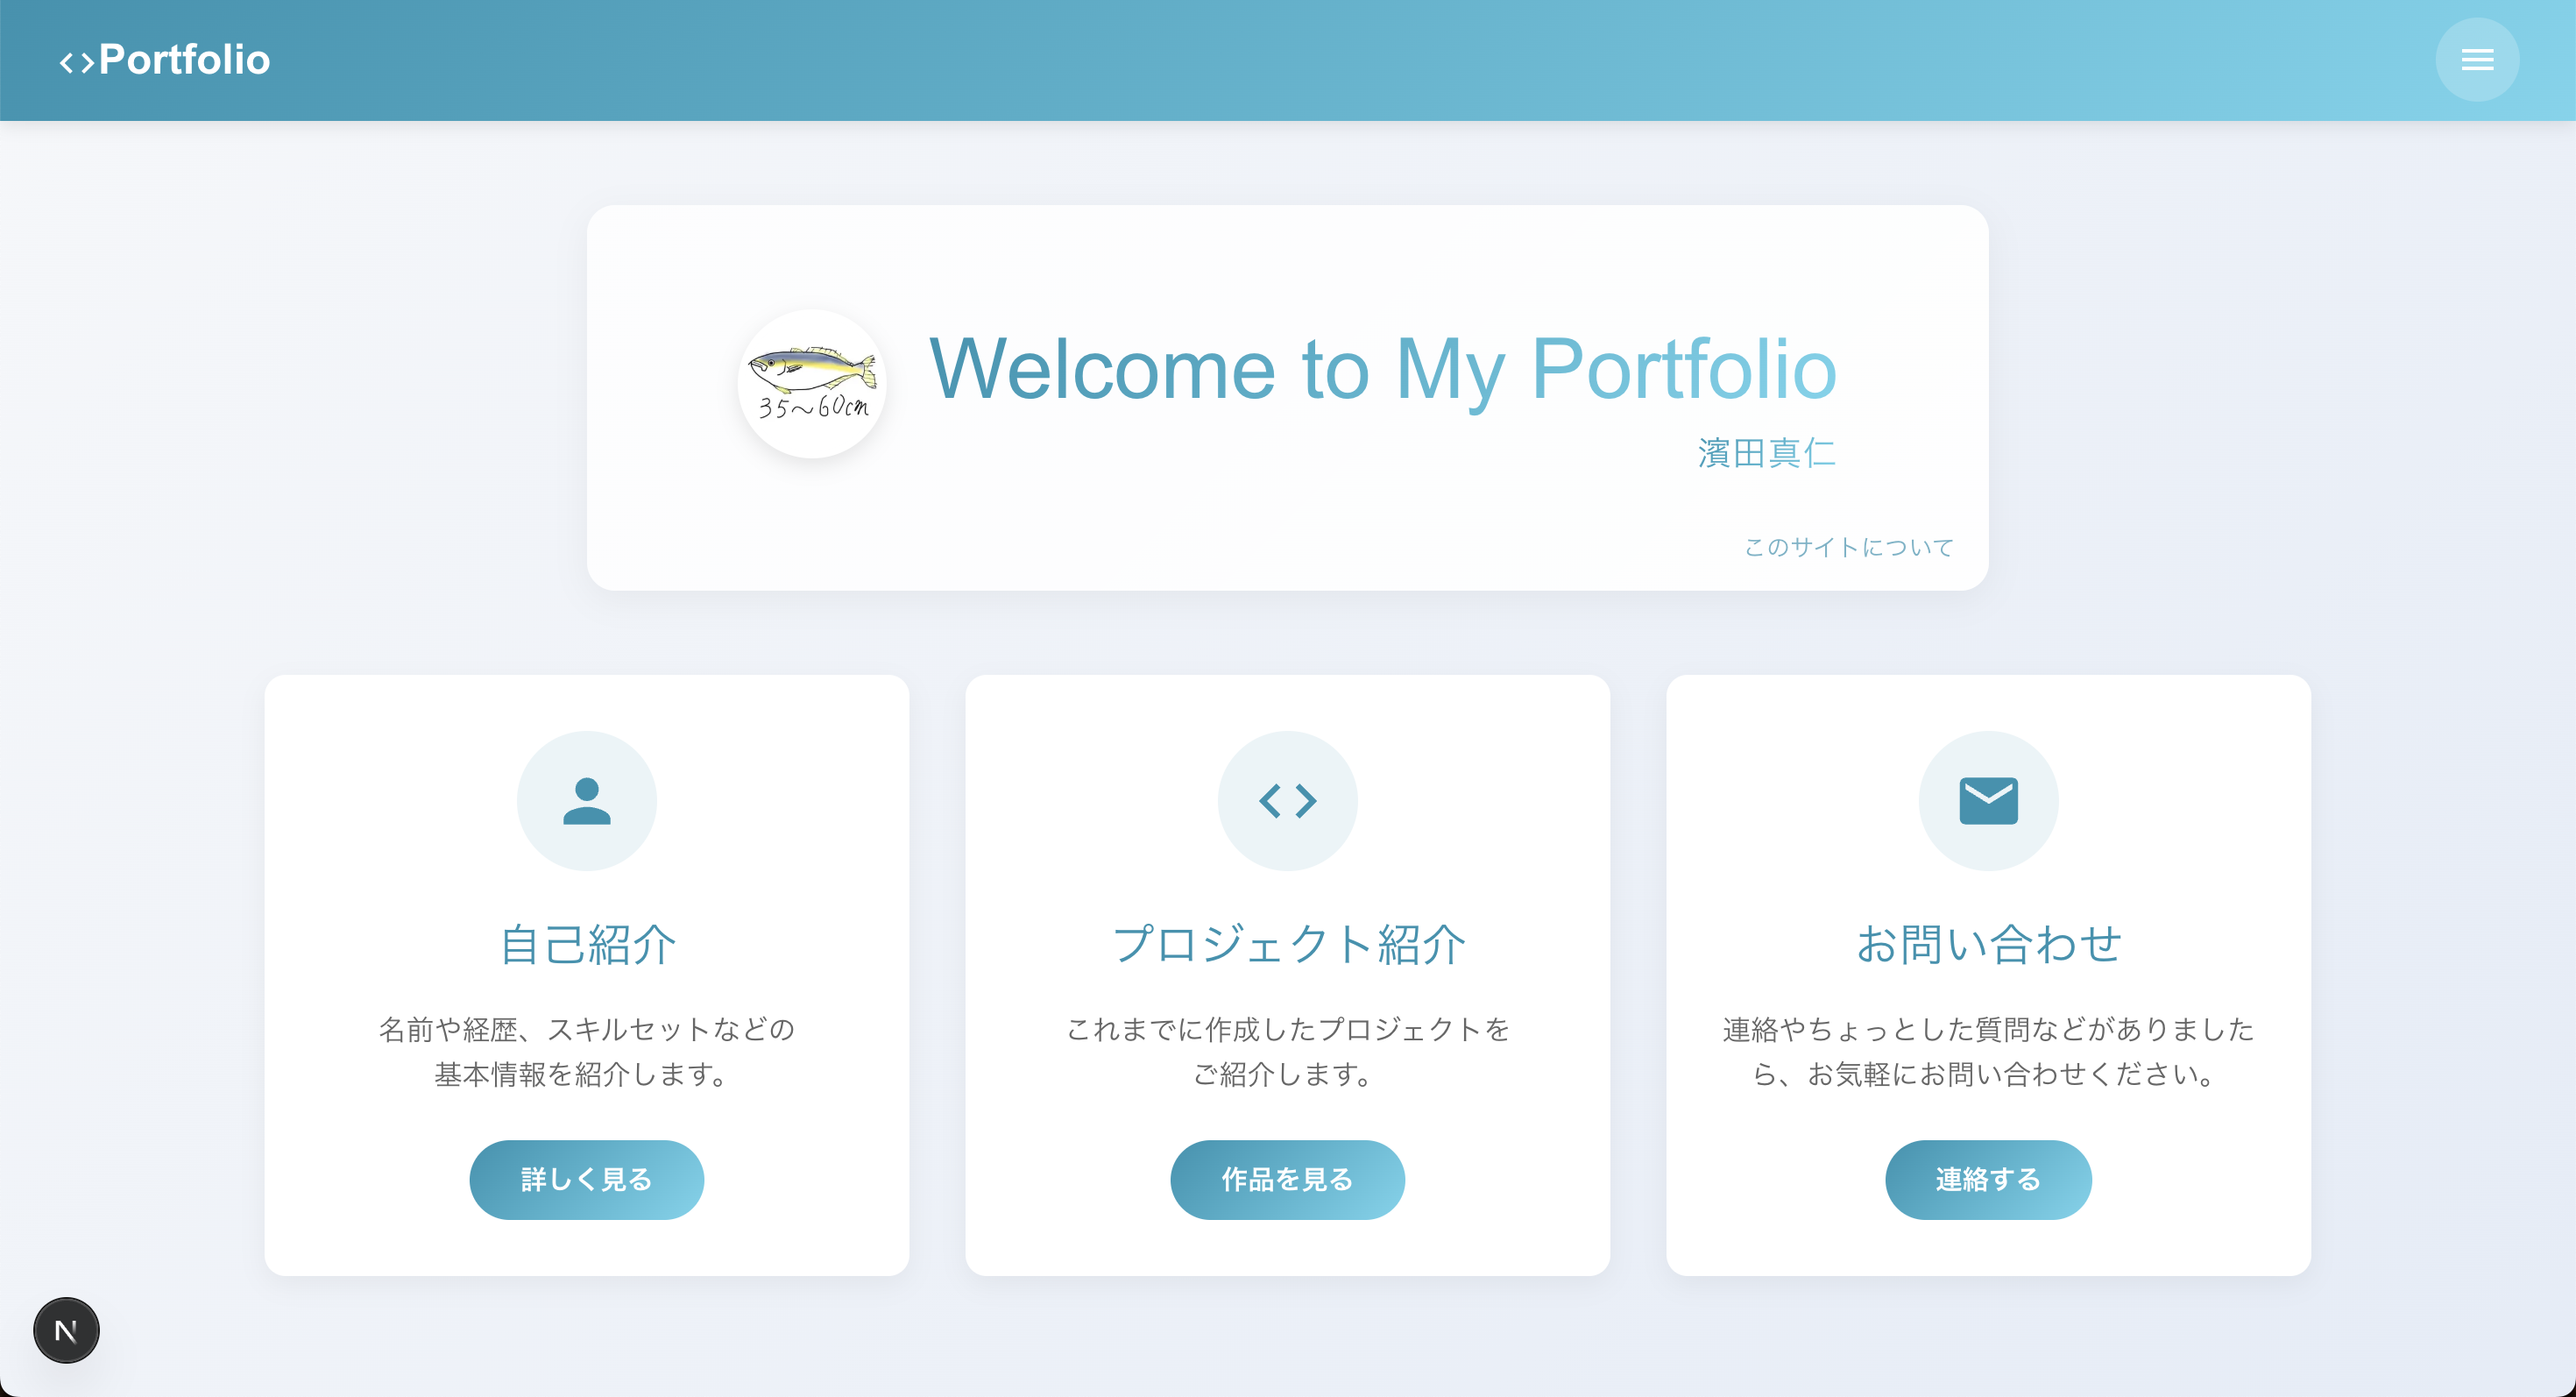 <>Portfolio
35〜60cm
Welcome to My Portfolio
濱田真仁
このサイトについて
自己紹介
名前や経歴、スキルセットなどの
基本情報を紹介します。
詳しく見る
プロジェクト紹介
これまでに作成したプロジェクトを
ご紹介します。
作品を見る
お問い合わせ
連絡やちょっとした質問などがありました
ら、お気軽にお問い合わせください。
連絡する
N